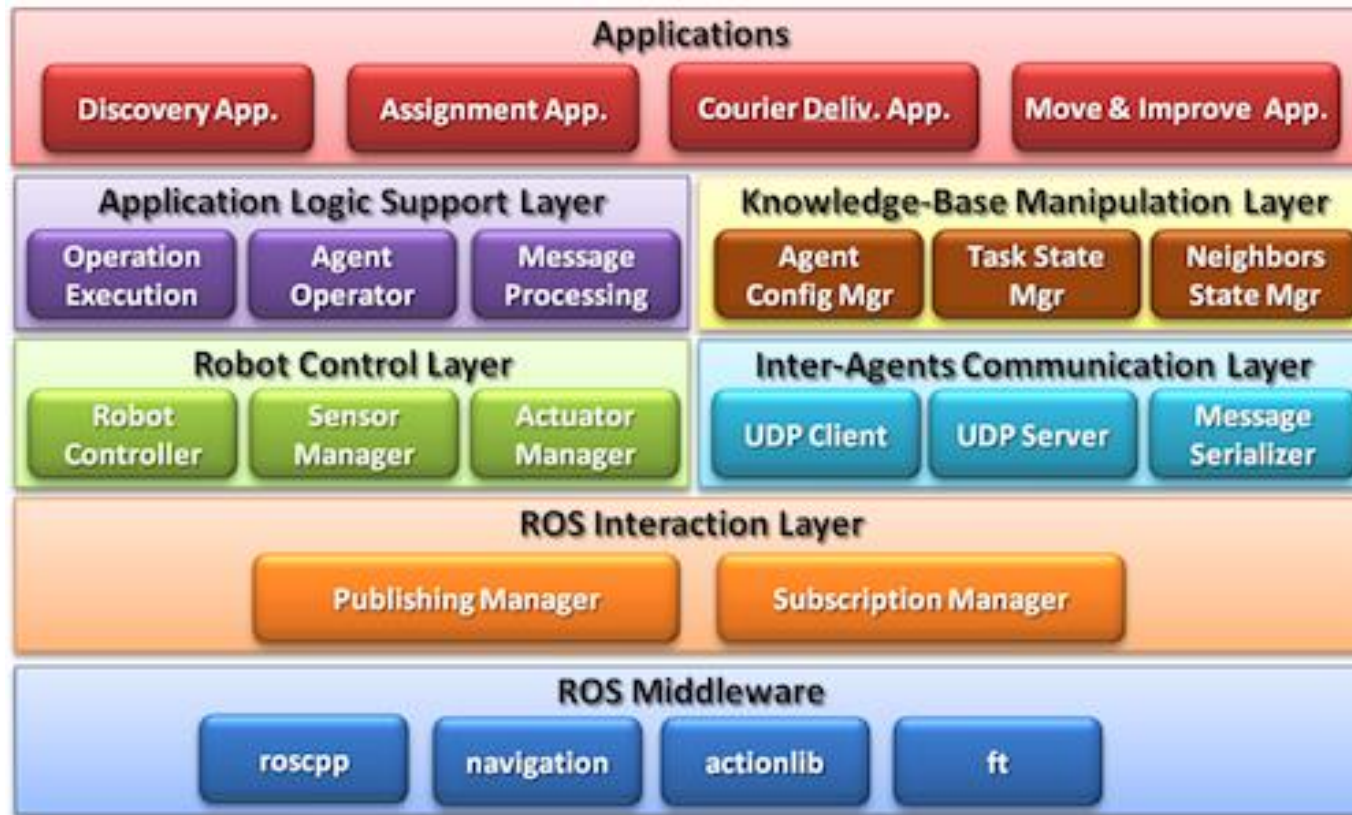 Applications
Discovery App.
Assignment App.
Courier Deliv. App.
Move & Improve App.
Application Logic Support Layer
Operation
Execution
Agent
Operator
Message
Processing
Knowledge-Base Manipulation Layer
Agent
Config Mgr
Task State
Mgr
Neighbors
State Mgr
Robot Control Layer
Robot
Controller
Sensor
Manager
Actuator
Manager
Inter-Agents Communication Layer
UDP Client
UDP Server
Message
Serializer
ROS Interaction Layer
Publishing Manager
Subscription Manager
ROS Middleware
roscpp
navigation
actionlib
ft